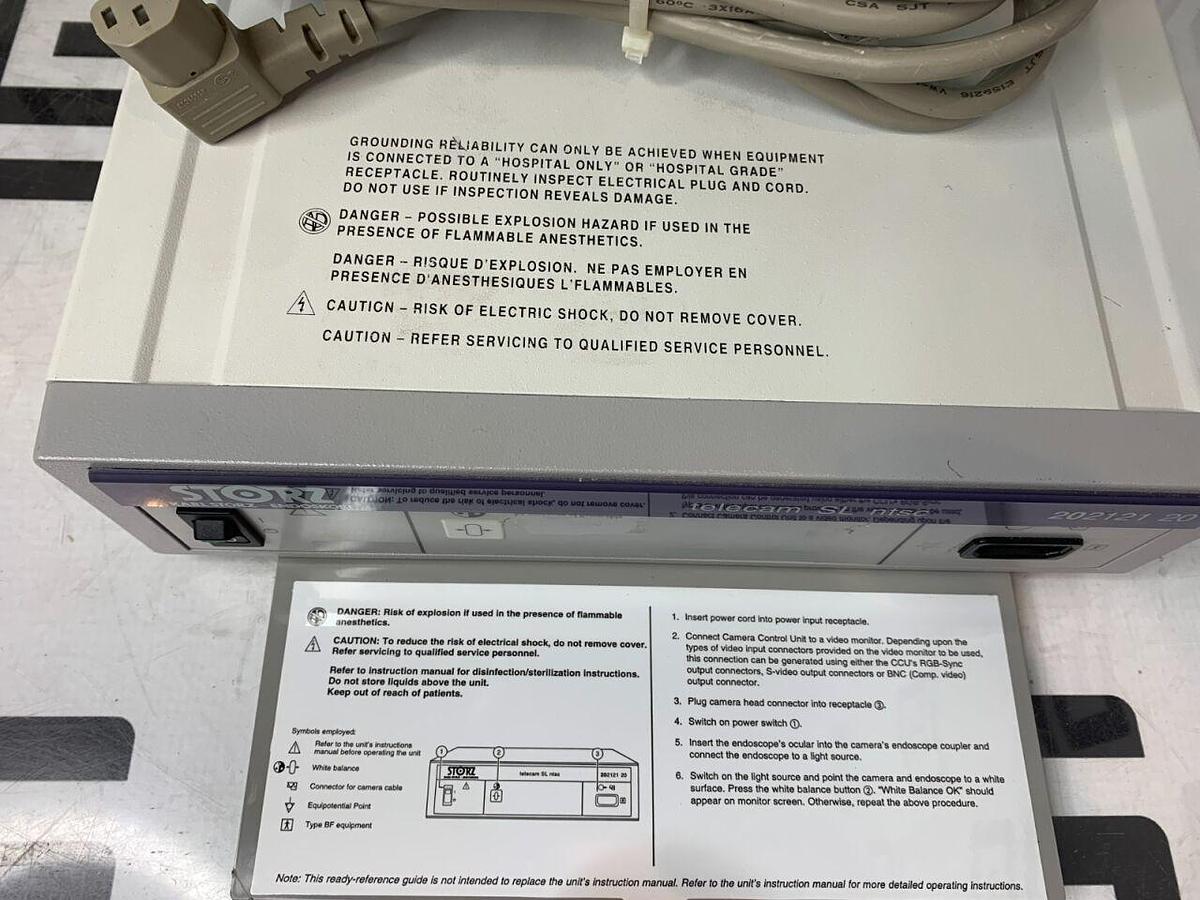 60°C ·3X16A
CSA SJT
E159216
GROUNDING RELIABILITY CAN ONLY BE ACHIEVED WHEN EQUIPMENT
IS CONNECTED TO A "HOSPITAL ONLY" OR "HOSPITAL GRADE"
RECEPTACLE. ROUTINELY INSPECT ELECTRICAL PLUG AND CORD.
DO NOT USE IF INSPECTION REVEALS DAMAGE.
DANGER – POSSIBLE EXPLOSION HAZARD IF USED IN THE
PRESENCE OF FLAMMABLE ANESTHETICS.
DANGER – RISQUE D'EXPLOSION. NE PAS EMPLOYER EN
PRESENCE D'ANESTHESIQUES L'FLAMMABLES.
CAUTION – RISK OF ELECTRIC SHOCK, DO NOT REMOVE COVER.
CAUTION – REFER SERVICING TO QUALIFIED SERVICE PERSONNEL.
STORZ
telecam SL ntsc
202121 20
DANGER: Risk of explosion if used in the presence of flammable
anesthetics.
CAUTION: To reduce the risk of electrical shock, do not remove cover.
Refer servicing to qualified service personnel.
Refer to instruction manual for disinfection/sterilization instructions.
Do not store liquids above the unit.
Keep out of reach of patients.
Symbols employed:
Refer to the unit's instructions
manual before operating the unit
White balance
Connector for camera cable
Equipotential Point
Type BF equipment
1 2 3
STORZ
telecam SL ntsc
202121 20
1. Insert power cord into power input receptacle.
2. Connect Camera Control Unit to a video monitor. Depending upon the
types of video input connectors provided on the video monitor to be used,
this connection can be generated using either the CCU's RGB-Sync
output connectors, S-video output connectors or BNC (Comp. video)
output connector.
3. Plug camera head connector into receptacle ③.
4. Switch on power switch ①.
5. Insert the endoscope's ocular into the camera's endoscope coupler and
connect the endoscope to a light source.
6. Switch on the light source and point the camera and endoscope to a white
surface. Press the white balance button ②. "White Balance OK" should
appear on monitor screen. Otherwise, repeat the above procedure.
Note: This ready-reference guide is not intended to replace the unit's instruction manual. Refer to the unit's instruction manual for more detailed operating instructions.